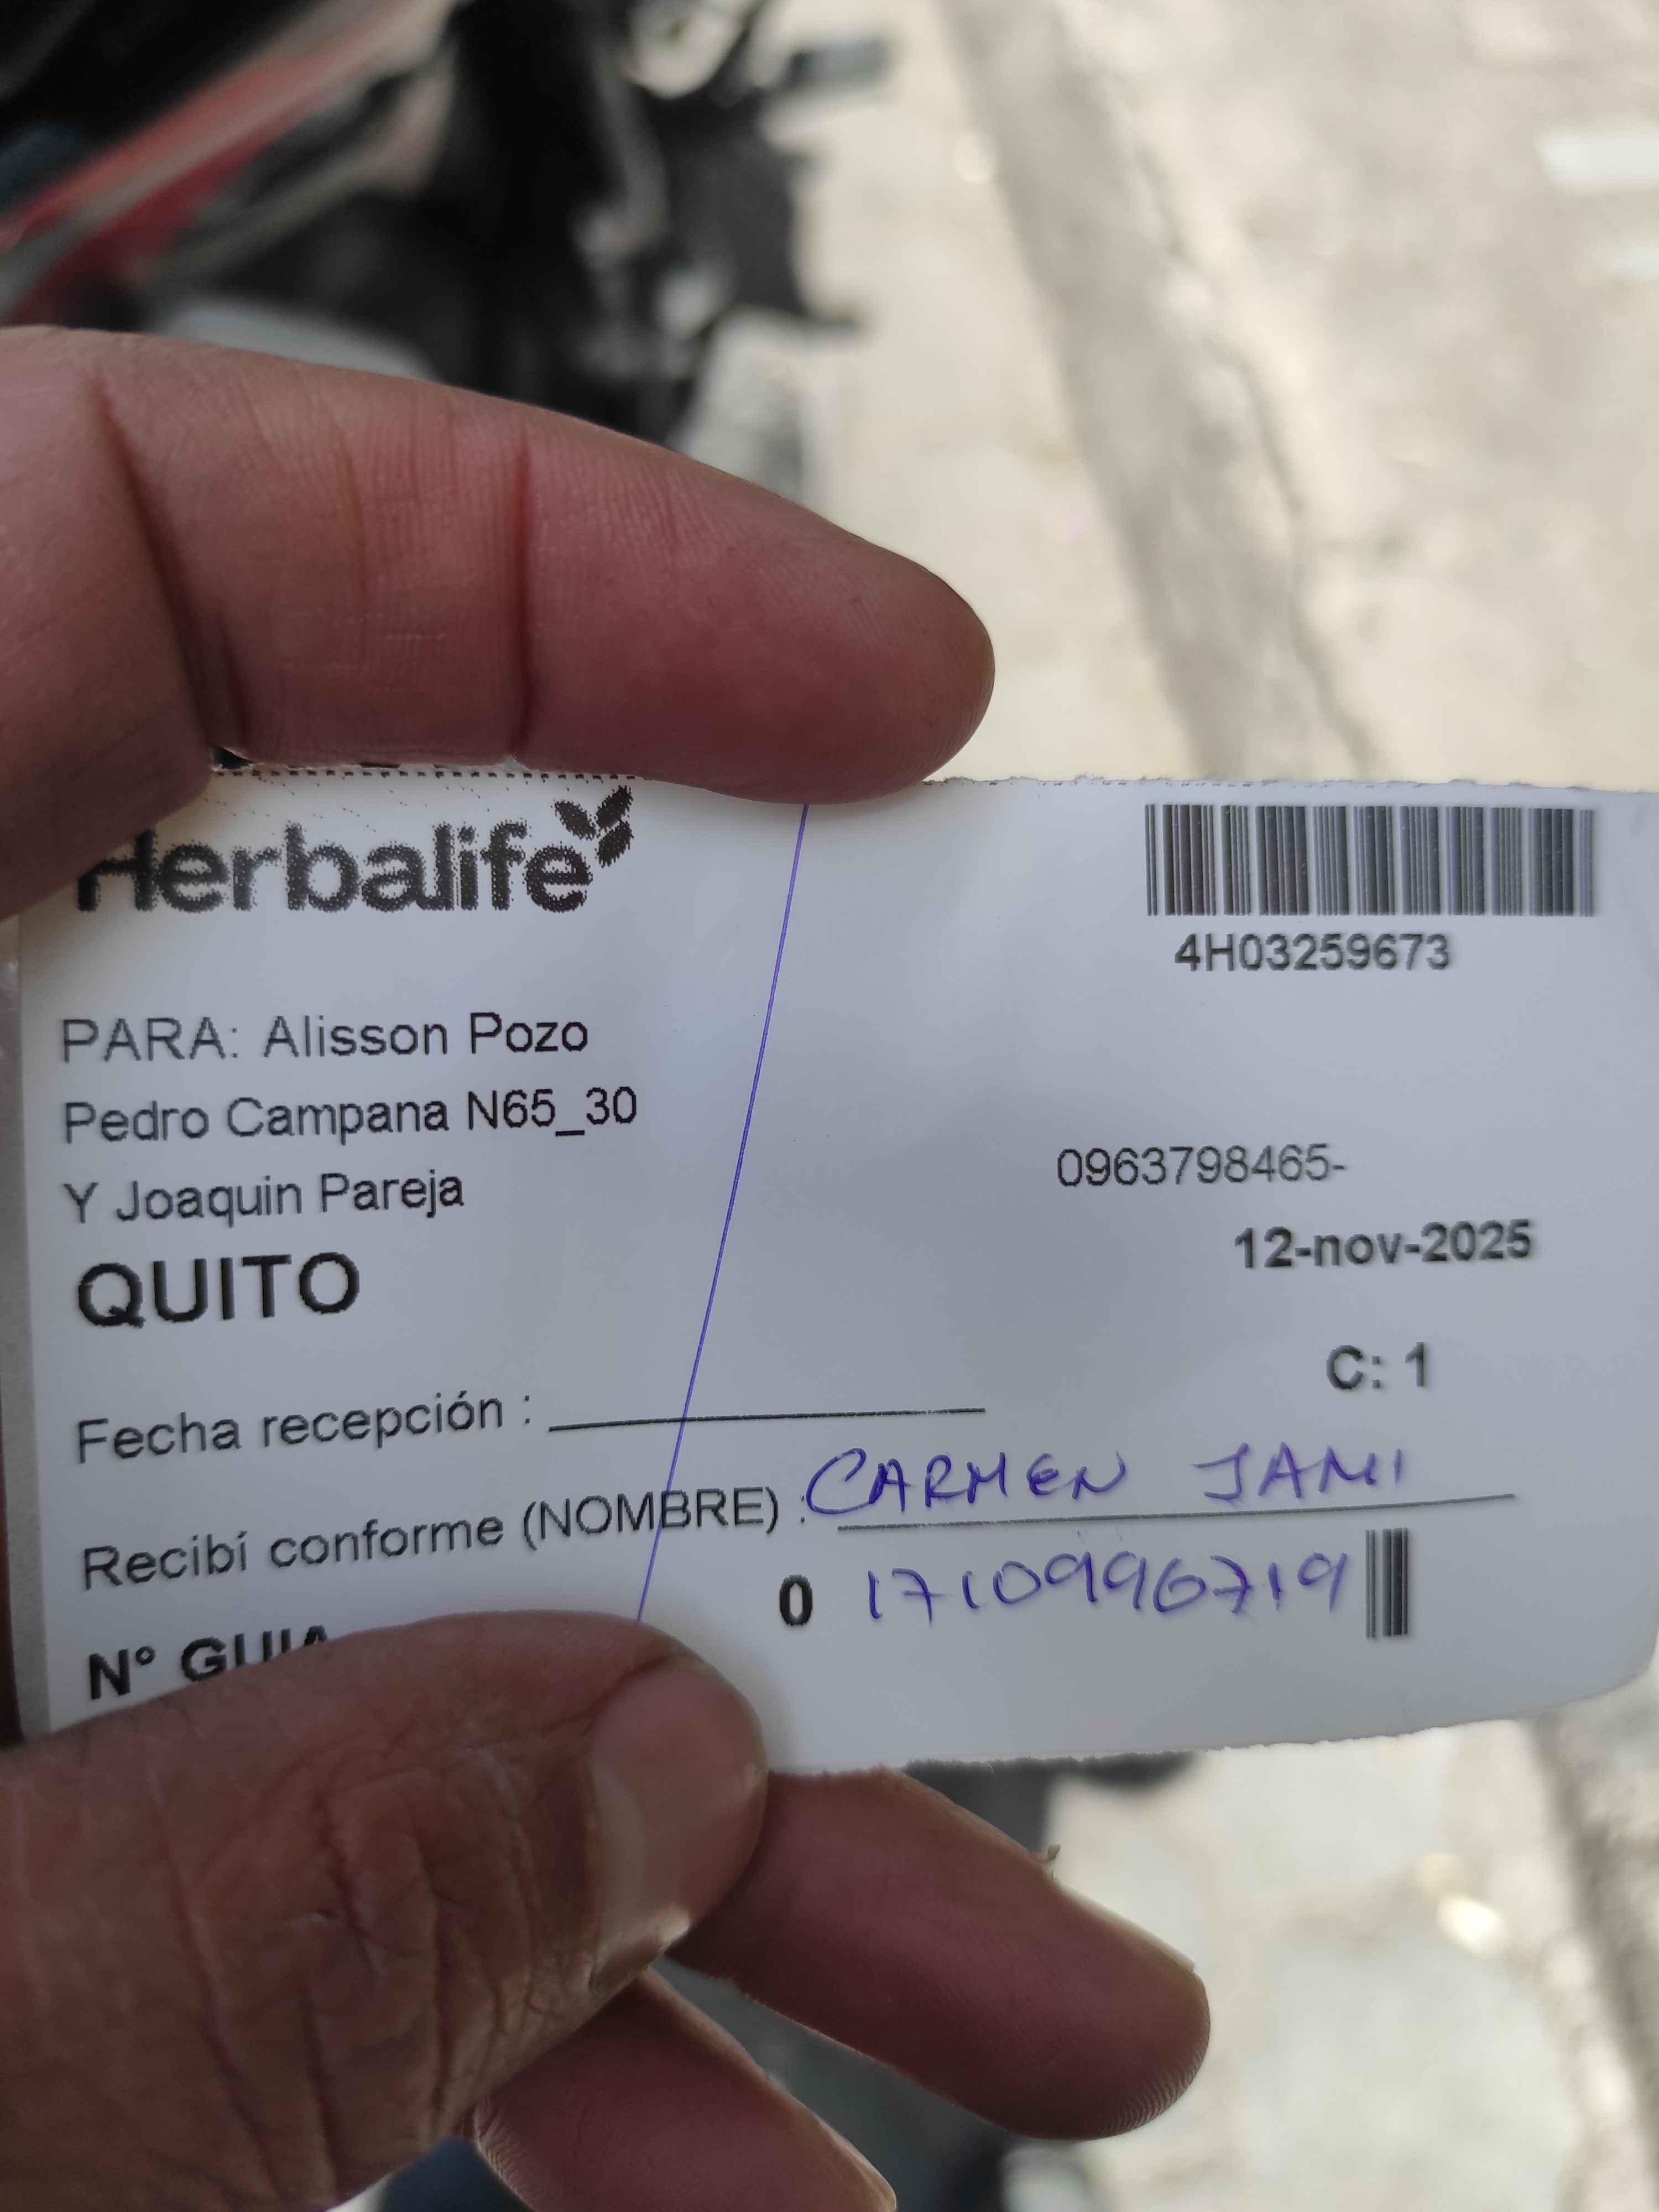 Herbalife
4H03259673
PARA: Alisson Pozo
Pedro Campana N65_30
Y Joaquin Pareja
0963798465-
QUITO
12-nov-2025
C: 1
Fecha recepción :
Recibí conforme (NOMBRE) : CARMEN JAMI
0 1710996719
N° GUIA